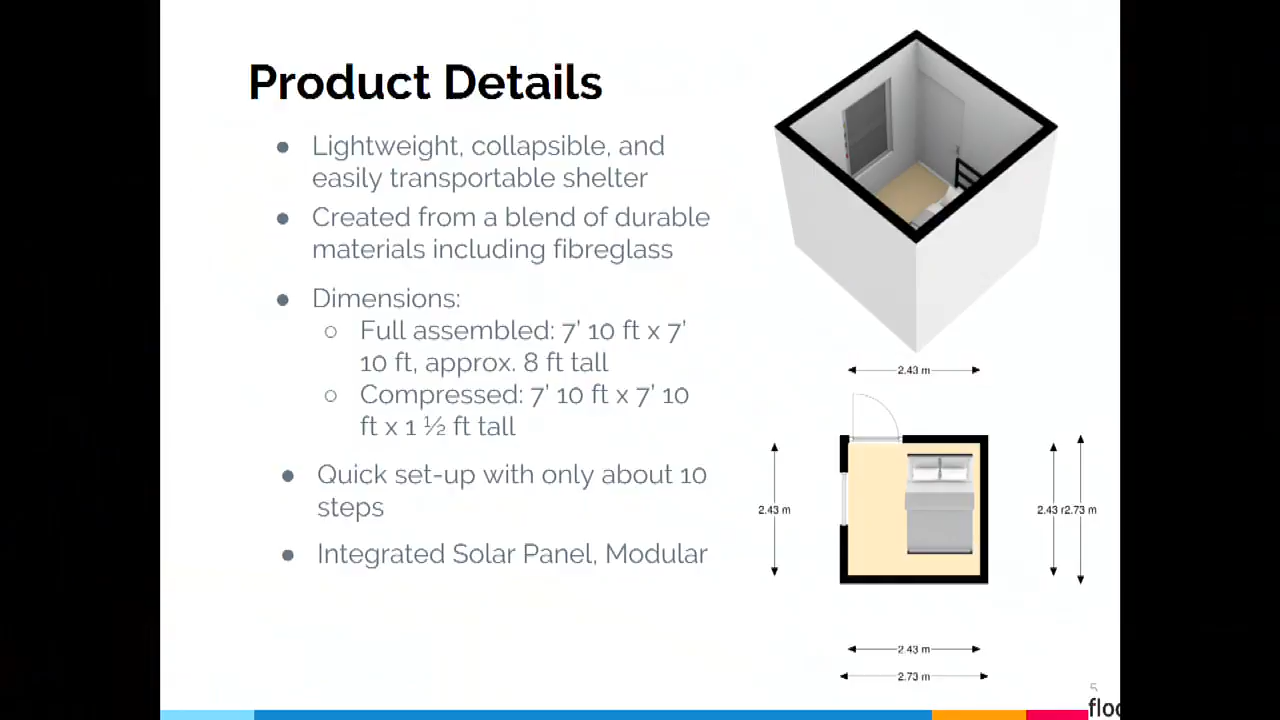 Product Details
● Lightweight, collapsible, and
easily transportable shelter
● Created from a blend of durable
materials including fibreglass
● Dimensions:
○ Full assembled: 7’ 10 ft x 7’
10 ft, approx. 8 ft tall
○ Compressed: 7’ 10 ft x 7’ 10
ft x 1 ½ ft tall
● Quick set-up with only about 10
steps
● Integrated Solar Panel, Modular
2.43 m
2.43 m
2.43 m
2.73 m
2.43 m
2.73 m
5